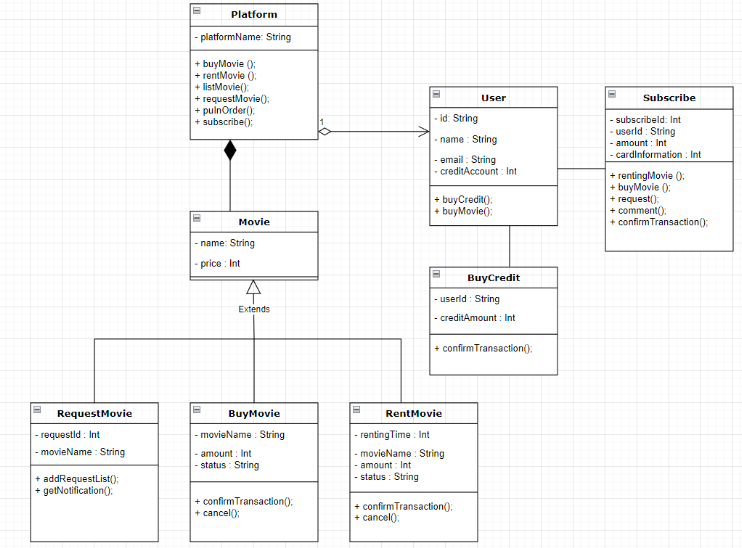 Platform
- platformName: String
+ buyMovie ();
+ rentMovie ();
+ listMovie();
+ requestMovie();
+ pulnOrder();
+ subscribe();
1
User
- id: String
- name : String
- email : String
- creditAccount : Int
+ buyCredit();
+ buyMovie();
Subscribe
- subscribeId: Int
- userId : String
- amount : Int
- cardInformation : Int
+ rentingMovie ();
+ buyMovie ();
+ request();
+ comment();
+ confirmTransaction();
Movie
- name: String
- price : Int
Extends
BuyCredit
- userId : String
- creditAmount : Int
+ confirmTransaction();
RequestMovie
- requestId : Int
- movieName : String
+ addRequestList();
+ getNotification();
BuyMovie
- movieName : String
- amount : Int
- status : String
+ confirmTransaction();
+ cancel();
RentMovie
- rentingTime : Int
- movieName : String
- amount : Int
- status : String
+ confirmTransaction();
+ cancel();